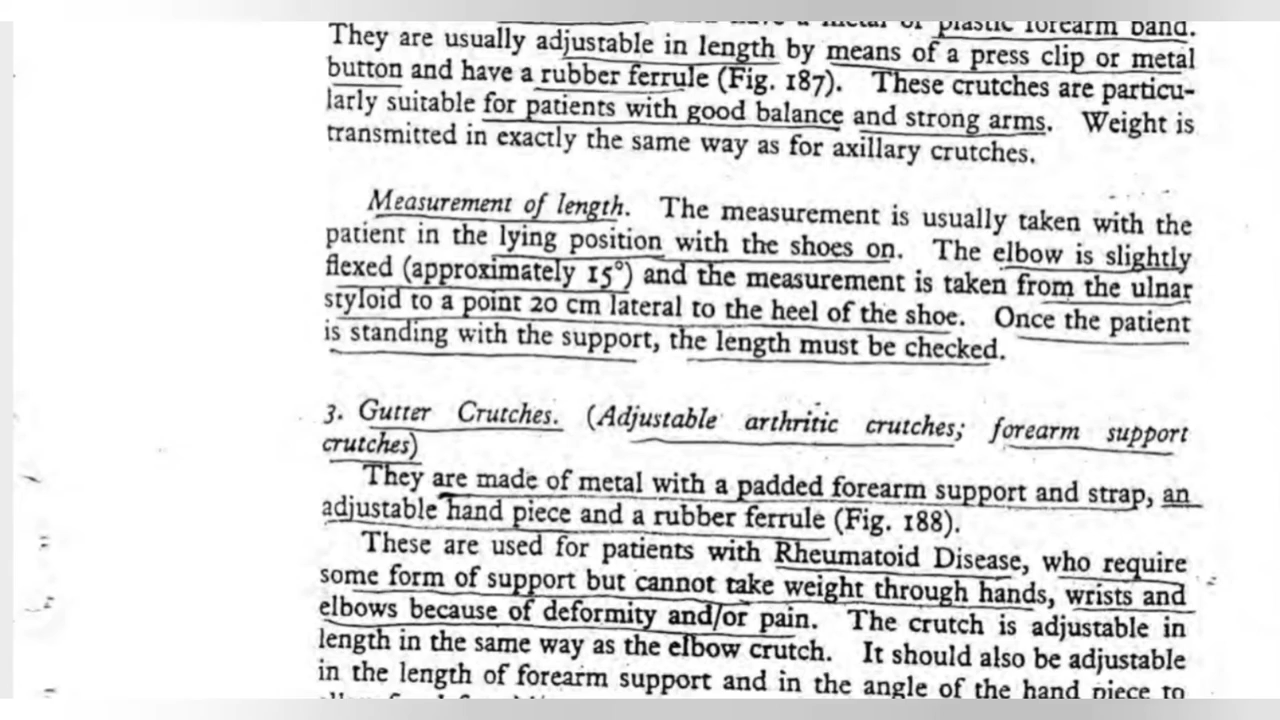 plastic forearm band.
They are usually adjustable in length by means of a press clip or metal
button and have a rubber ferrule (Fig. 187). These crutches are particu-
larly suitable for patients with good balance and strong arms. Weight is
transmitted in exactly the same way as for axillary crutches.
Measurement of length. The measurement is usually taken with the
patient in the lying position with the shoes on. The elbow is slightly
flexed (approximately 15°) and the measurement is taken from the ulnar
styloid to a point 20 cm lateral to the heel of the shoe. Once the patient
is standing with the support, the length must be checked.
3. Gutter Crutches. (Adjustable arthritic crutches; forearm support
crutches)
They are made of metal with a padded forearm support and strap, an
adjustable hand piece and a rubber ferrule (Fig. 188).
These are used for patients with Rheumatoid Disease, who require
some form of support but cannot take weight through hands, wrists and
elbows because of deformity and/or pain. The crutch is adjustable in
length in the same way as the elbow crutch. It should also be adjustable
in the length of forearm support and in the angle of the hand piece to